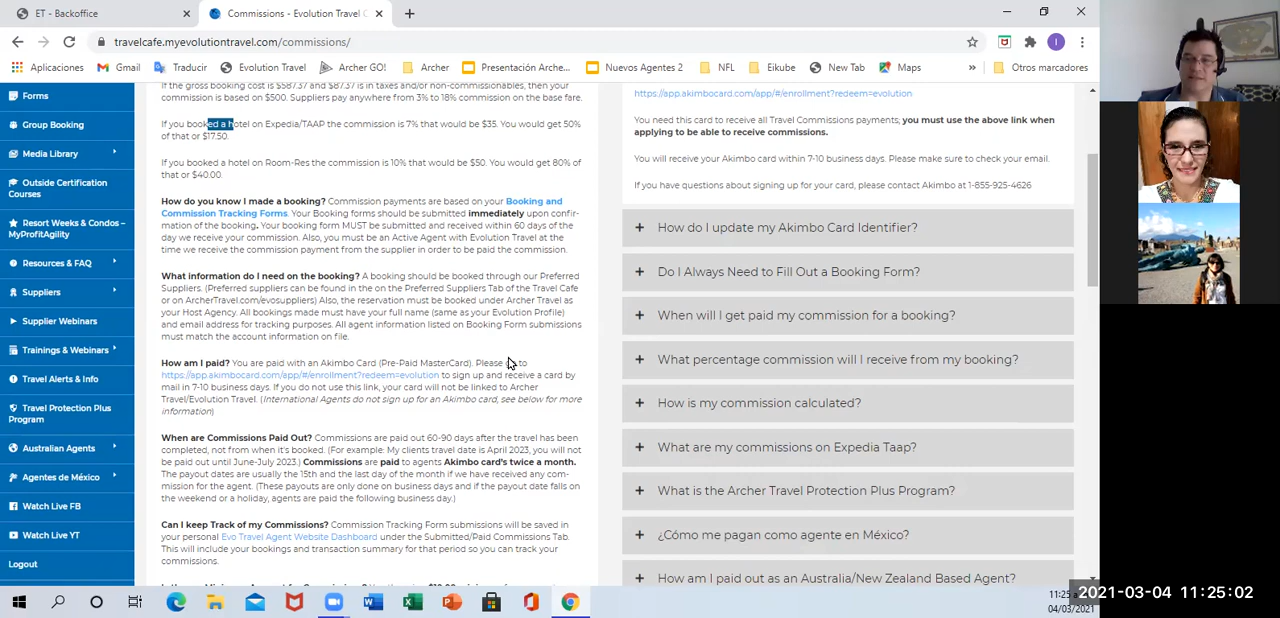 ET - Backoffice
Commissions - Evolution Travel C
travelcafe.myevolutiontravel.com/commissions/
Aplicaciones
Gmail
Traducir
Evolution Travel
Archer GO!
Archer
Presentación Arche...
Nuevos Agentes 2
NFL
Eikube
New Tab
Maps
»
Otros marcadores
Forms
Group Booking
Media Library
Outside Certification
Courses
Resort Weeks & Condos –
MyProfitAgility
Resources & FAQ
Suppliers
Supplier Webinars
Trainings & Webinars
Travel Alerts & Info
Travel Protection Plus
Program
Australian Agents
Agentes de México
Watch Live FB
Watch Live YT
Logout
If the gross booking cost is $587.37 and $87.37 is in taxes and/or non-commissionables, then your
commission is based on $500. Suppliers pay anywhere from 3% to 18% commission on the base fare.
If you booked a hotel on Expedia/TAAP the commission is 7% that would be $35. You would get 50%
of that or $17.50.
If you booked a hotel on Room-Res the commission is 10% that would be $50. You would get 80% of
that or $40.00.
How do you know I made a booking? Commission payments are based on your Booking and
Commission Tracking Forms. Your Booking forms should be submitted immediately upon confir-
mation of the booking. Your booking form MUST be submitted and received within 60 days of the
day we receive your commission. Also, you must be an Active Agent with Evolution Travel at the
time we receive the commission payment from the supplier in order to be paid the commission.
What information do I need on the booking? A booking should be booked through our Preferred
Suppliers. (Preferred suppliers can be found in the on the Preferred Suppliers Tab of the Travel Cafe
or on ArcherTravel.com/evosuppliers) Also, the reservation must be booked under Archer Travel as
your Host Agency. All bookings made must have your full name (same as your Evolution Profile)
and email address for tracking purposes. All agent information listed on Booking Form submissions
must match the account information on file.
How am I paid? You are paid with an Akimbo Card (Pre-Paid MasterCard). Please go to
https://app.akimbocard.com/app/#/enrollment?redeem=evolution to sign up and receive a card by
mail in 7-10 business days. If you do not use this link, your card will not be linked to Archer
Travel/Evolution Travel. (International Agents do not sign up for an Akimbo card, see below for more
information)
When are Commissions Paid Out? Commissions are paid out 60-90 days after the travel has been
completed, not from when it's booked. (For example: My clients travel date is April 2023, you will not
be paid out until June-July 2023.) Commissions are paid to agents Akimbo card's twice a month.
The payout dates are usually the 15th and the last day of the month if we have received any com-
mission for the agent. (These payouts are only done on business days and if the payout date falls on
the weekend or a holiday, agents are paid the following business day.)
Can I keep Track of my Commissions? Commission Tracking Form submissions will be saved in
your personal Evo Travel Agent Website Dashboard under the Submitted/Paid Commissions Tab.
This will include your bookings and transaction summary for that period so you can track your
commissions.
https://app.akimbocard.com/app/#/enrollment?redeem=evolution
You need this card to receive all Travel Commissions payments, you must use the above link when
applying to be able to receive commissions.
You will receive your Akimbo card within 7-10 business days. Please make sure to check your email.
If you have questions about signing up for your card, please contact Akimbo at 1-855-925-4626
+ How do I update my Akimbo Card Identifier?
+ Do I Always Need to Fill Out a Booking Form?
+ When will I get paid my commission for a booking?
+ What percentage commission will I receive from my booking?
+ How is my commission calculated?
+ What are my commissions on Expedia Taap?
+ What is the Archer Travel Protection Plus Program?
+ ¿Cómo me pagan como agente en México?
+ How am I paid out as an Australia/New Zealand Based Agent?
11:25
04/03/2021
2021-03-04 11:25:02